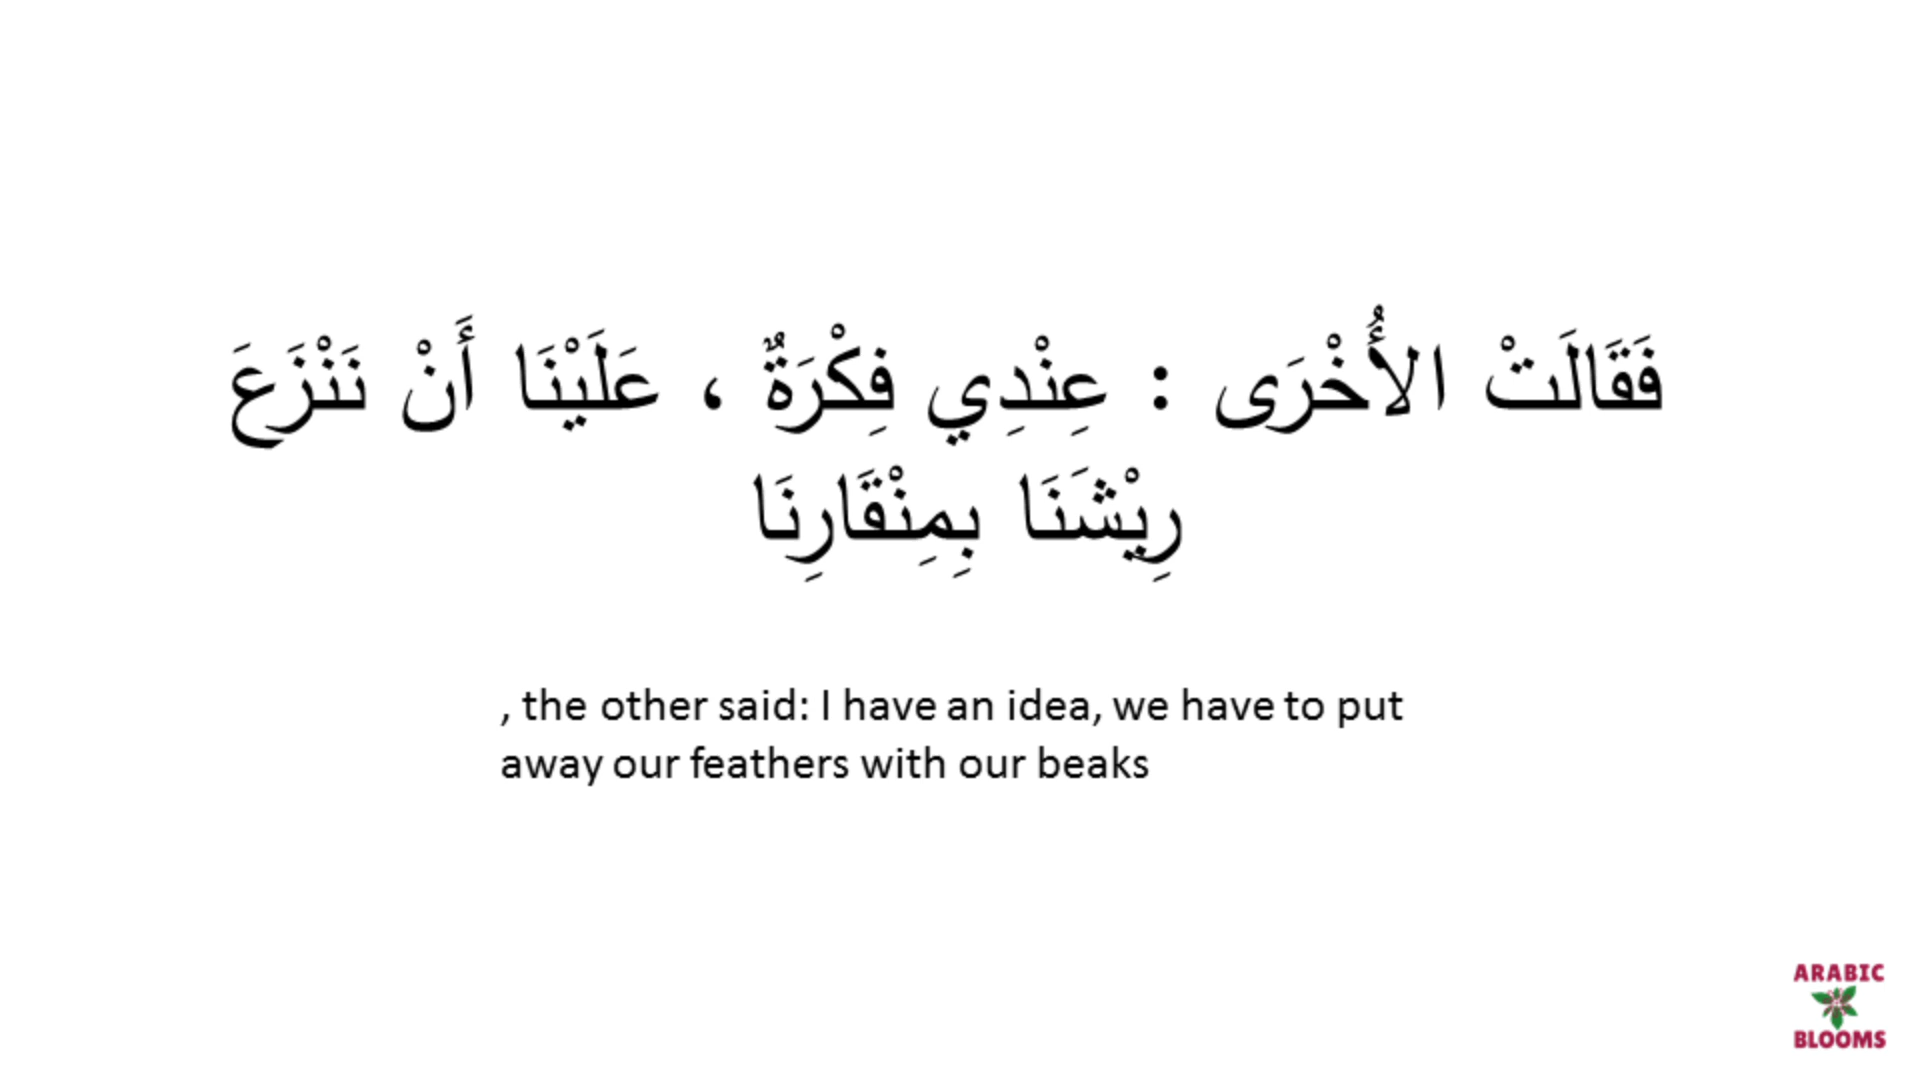 فَقَالَتْ الأُخْرَى : عِنْدِي فِكْرَةٌ ، عَلَيْنَا أَنْ نَنْزَعَ
رِيْشَنَا بِمِنْقَارِنَا
, the other said: I have an idea, we have to put
away our feathers with our beaks
ARABIC
BLOOMS